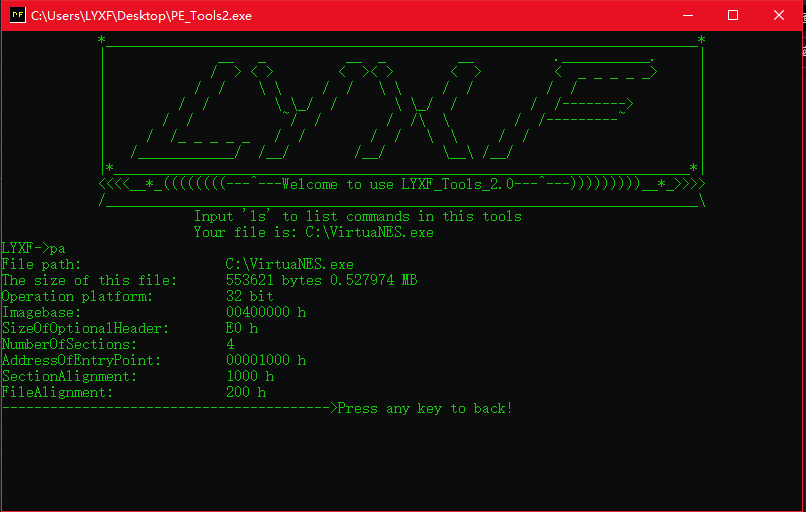 C:\Users\LYXF\Desktop\PE_Tools2.exe
LYXF
<<<<__*_((((((((---^---Welcome to use LYXF_Tools_2.0---^---)))))))))__*_>>>>
Input 'ls' to list commands in this tools
Your file is: C:\VirtuaNES.exe
LYXF->pa
File path: C:\VirtuaNES.exe
The size of this file: 553621 bytes 0.527974 MB
Operation platform: 32 bit
Imagebase: 00400000 h
SizeOfOptionalHeader: E0 h
NumberOfSections: 4
AddressOfEntryPoint: 00001000 h
SectionAlignment: 1000 h
FileAlignment: 200 h
----------------------------------------->Press any key to back!